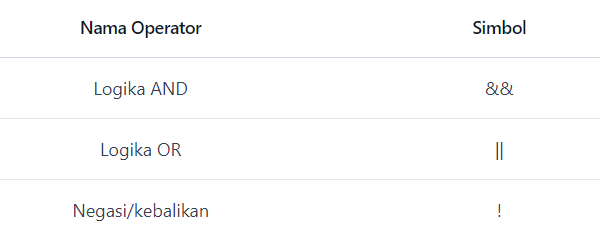 Nama Operator Simbol
Logika AND &&
Logika OR ||
Negasi/kebalikan !